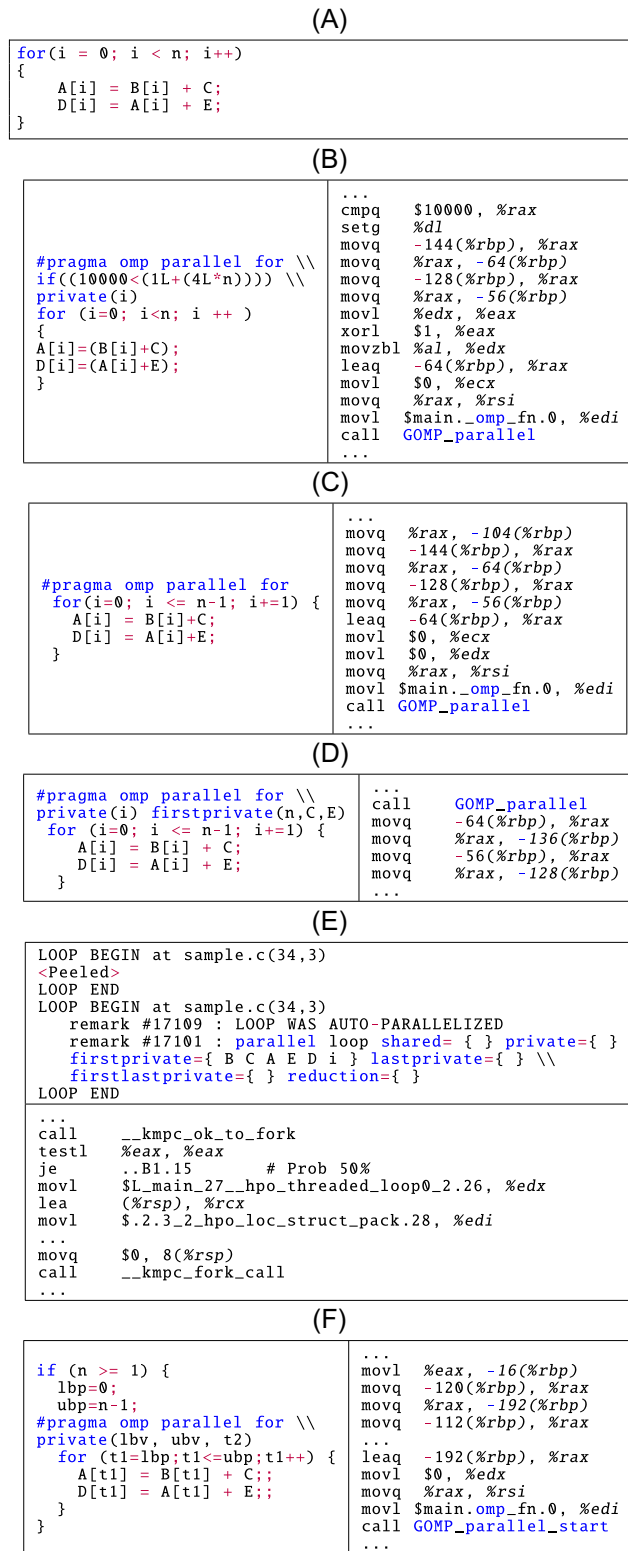 (A)
for(i = 0; i < n; i++)
{
    A[i] = B[i] + C;
    D[i] = A[i] + E;
}
(B)
#pragma omp parallel for \\
if((10000<(1L+(4L*n)))) \\
private(i)
for (i=0; i<n; i ++ )
{
A[i]=(B[i]+C);
D[i]=(A[i]+E);
}
...
cmpq $10000, %rax
setg %dl
movq -144(%rbp), %rax
movq %rax, -64(%rbp)
movq -128(%rbp), %rax
movq %rax, -56(%rbp)
movl %edx, %eax
xorl $1, %eax
movzbl %al, %edx
leaq -64(%rbp), %rax
movl $0, %ecx
movq %rax, %rsi
movl $main._omp_fn.0, %edi
call GOMP_parallel
...
(C)
#pragma omp parallel for
for(i=0; i <= n-1; i+=1) {
  A[i] = B[i]+C;
  D[i] = A[i]+E;
}
...
movq %rax, -104(%rbp)
movq -144(%rbp), %rax
movq %rax, -64(%rbp)
movq -128(%rbp), %rax
movq %rax, -56(%rbp)
leaq -64(%rbp), %rax
movl $0, %ecx
movl $0, %edx
movq %rax, %rsi
movl $main._omp_fn.0, %edi
call GOMP_parallel
...
(D)
#pragma omp parallel for \\
private(i) firstprivate(n,C,E)
for (i=0; i <= n-1; i+=1) {
   A[i] = B[i] + C;
   D[i] = A[i] + E;
}
...
call GOMP_parallel
movq -64(%rbp), %rax
movq %rax, -136(%rbp)
movq -56(%rbp), %rax
movq %rax, -128(%rbp)
...
(E)
LOOP BEGIN at sample.c(34,3)
<Peeled>
LOOP END
LOOP BEGIN at sample.c(34,3)
   remark #17109 : LOOP WAS AUTO-PARALLELIZED
   remark #17101 : parallel loop shared= { } private={ }
   firstprivate={ B C A E D i } lastprivate={ } \\
   firstlastprivate={ } reduction={ }
LOOP END
...
call __kmpc_ok_to_fork
testl %eax, %eax
je ..B1.15 # Prob 50%
movl $L_main_27__hpo_threaded_loop0_2.26, %edx
lea (%rsp), %rcx
movl $.2.3_2_hpo_loc_struct_pack.28, %edi
...
movq $0, 8(%rsp)
call __kmpc_fork_call
...
(F)
if (n >= 1) {
  lbp=0;
  ubp=n-1;
#pragma omp parallel for \\
private(lbv, ubv, t2)
  for (t1=lbp;t1<=ubp;t1++) {
    A[t1] = B[t1] + C;;
    D[t1] = A[t1] + E;;
  }
}
...
movl %eax, -16(%rbp)
movq -120(%rbp), %rax
movq %rax, -192(%rbp)
movq -112(%rbp), %rax
...
leaq -192(%rbp), %rax
movl $0, %edx
movq %rax, %rsi
movl $main.omp_fn.0, %edi
call GOMP_parallel_start
...